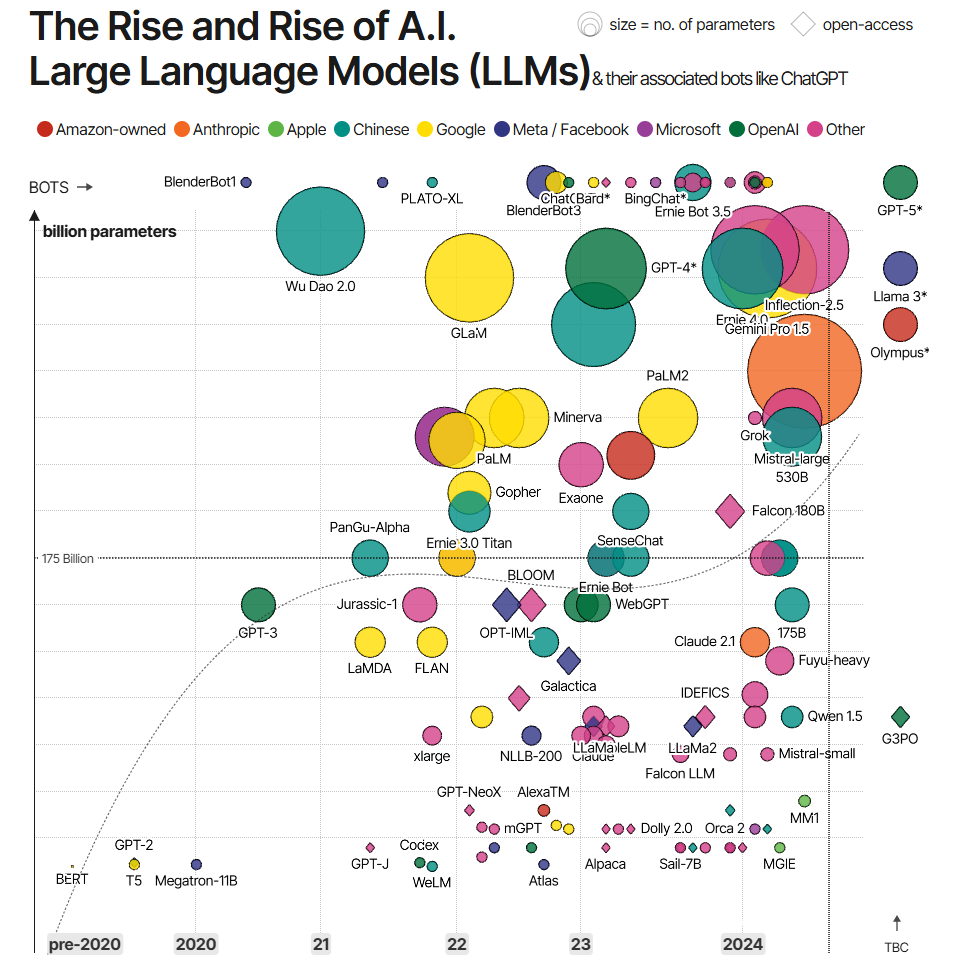 The Rise and Rise of A.I.
size = no. of parameters
open-access
Large Language Models (LLMs) & their associated bots like ChatGPT
Amazon-owned Anthropic Apple Chinese Google Meta / Facebook Microsoft OpenAI Other
BOTS →
BlenderBot1
PLATO-XL
BlenderBot3
Bard*
BingChat*
Ernie Bot 3.5
GPT-5*
billion parameters
Wu Dao 2.0
GLaM
GPT-4*
Inflection-2.5
Ernie 4.0
Gemini Pro 1.5
Llama 3*
Olympus*
PaLM2
Minerva
PaLM
Grok
Mistral-large
530B
Gopher
Exaone
Falcon 180B
PanGu-Alpha
Ernie 3.0 Titan
SenseChat
175 Billion
BLOOM
Ernie Bot
GPT-3
Jurassic-1
OPT-IML
WebGPT
175B
LaMDA
FLAN
Claude 2.1
Fuyu-heavy
Galactica
IDEFICS
Qwen 1.5
G3PO
xlarge
NLLB-200
Claude
LLaMa
LLaMa2
Mistral-small
Falcon LLM
GPT-NeoX
AlexaTM
MM1
mGPT
Dolly 2.0
Orca 2
GPT-2
Codex
GPT-J
Alpaca
Sail-7B
MGIE
BERT
T5
Megatron-11B
WeLM
Atlas
pre-2020 2020 21 22 23 2024
TBC